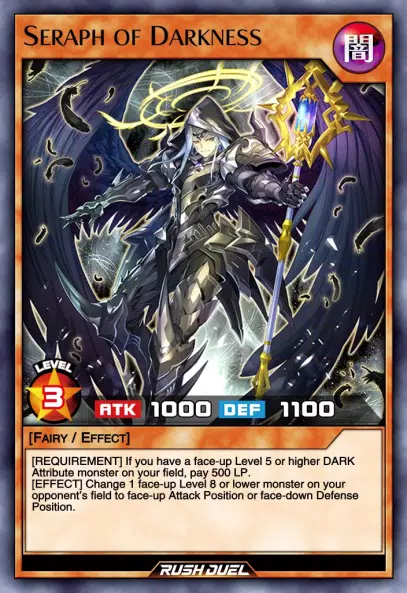 SERAPH OF DARKNESS
闇
LEVEL
3
ATK 1000 DEF 1100
[FAIRY / EFFECT]
[REQUIREMENT] If you have a face-up Level 5 or higher DARK
Attribute monster on your field, pay 500 LP.
[EFFECT] Change 1 face-up Level 8 or lower monster on your
opponent's field to face-up Attack Position or face-down Defense
Position.
RUSH DUEL